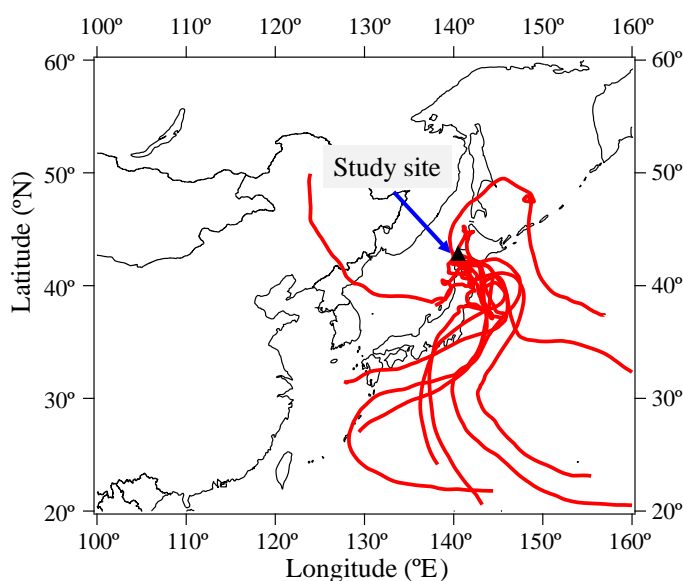 100º 110º 120º 130º 140º 150º 160º
60º 60º
50º 50º
Study site
40º 40º
30º 30º
20º 20º
100º 110º 120º 130º 140º 150º 160º
Latitude (ºN)
Longitude (ºE)